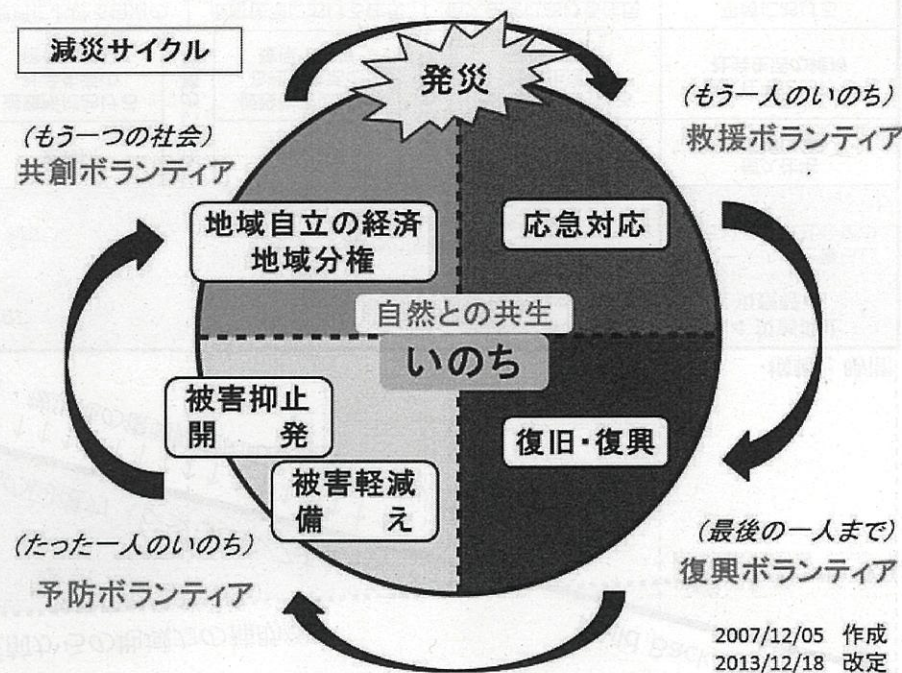 減災サイクル
発災
(もう一つの社会)
共創ボランティア
(もう一人のいのち)
救援ボランティア
地域自立の経済
地域分権
応急対応
自然との共生
いのち
被害抑止
開　発
被害軽減
備　え
復旧・復興
(たった一人のいのち)
予防ボランティア
(最後の一人まで)
復興ボランティア
2007/12/05　作成
2013/12/18　改定